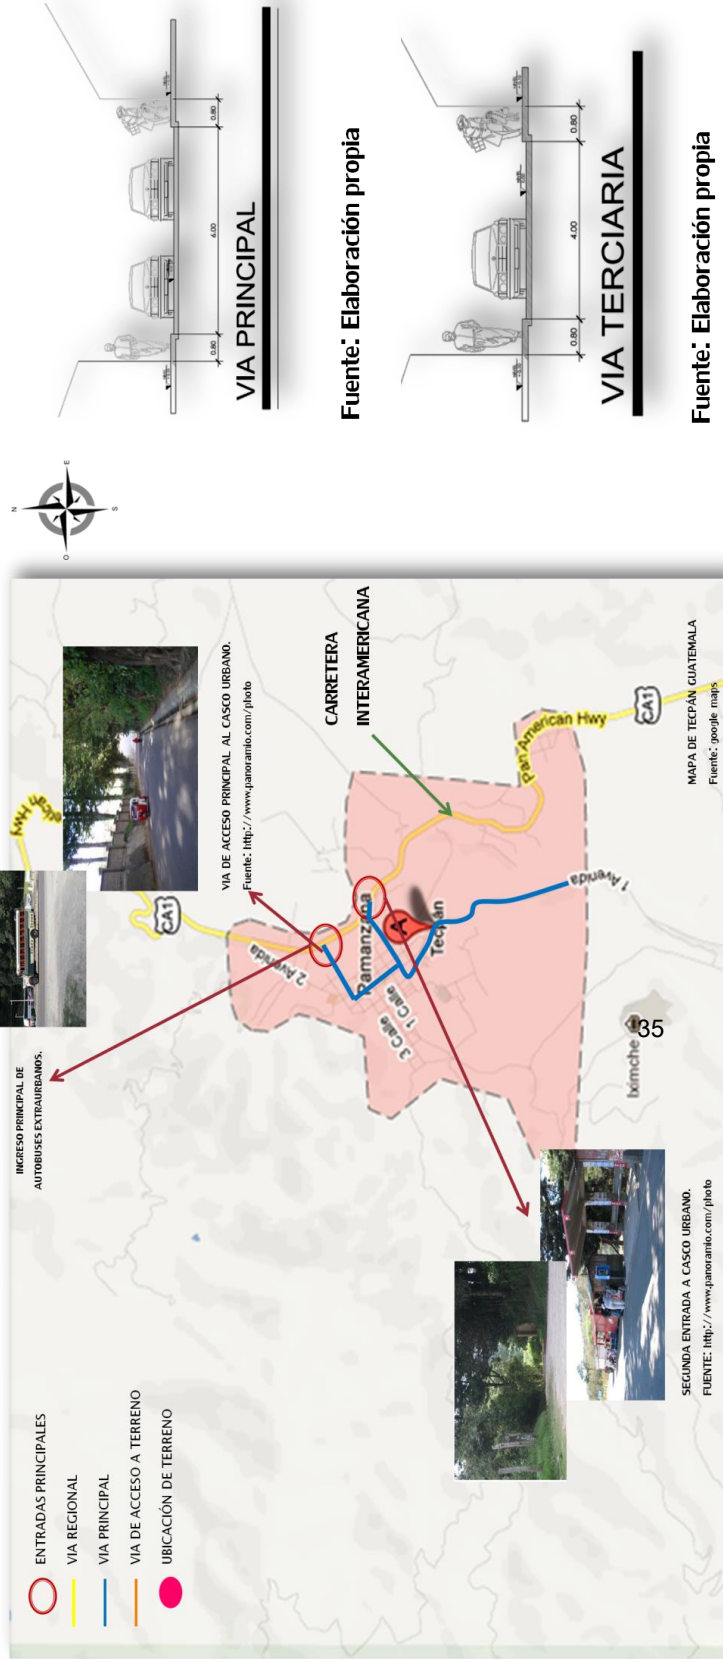 ENTRADAS PRINCIPALES
VIA REGIONAL
VIA PRINCIPAL
VIA DE ACCESO A TERRENO
UBICACIÓN DE TERRENO
INGRESO PRINCIPAL DE
AUTOBUSES EXTRAURBANOS.
VIA DE ACCESO PRINCIPAL AL CASCO URBANO.
Fuente: http://www.panoramio.com/photo
CARRETERA
INTERAMERICANA
SEGUNDA ENTRADA A CASCO URBANO.
FUENTE: http://www.panoramio.com/photo
MAPA DE TECPÁN GUATEMALA
Fuente: google maps
CA1
2 Avenida
Pamanzana
A
Tecpán
1 Calle
3 Calle
1 Avenida
Pan American Hwy
CA1
Iximche
Hwy
35
N
E
S
O
0.80
6.00
0.80
VIA PRINCIPAL
Fuente: Elaboración propia
0.80
4.00
0.80
VIA TERCIARIA
Fuente: Elaboración propia